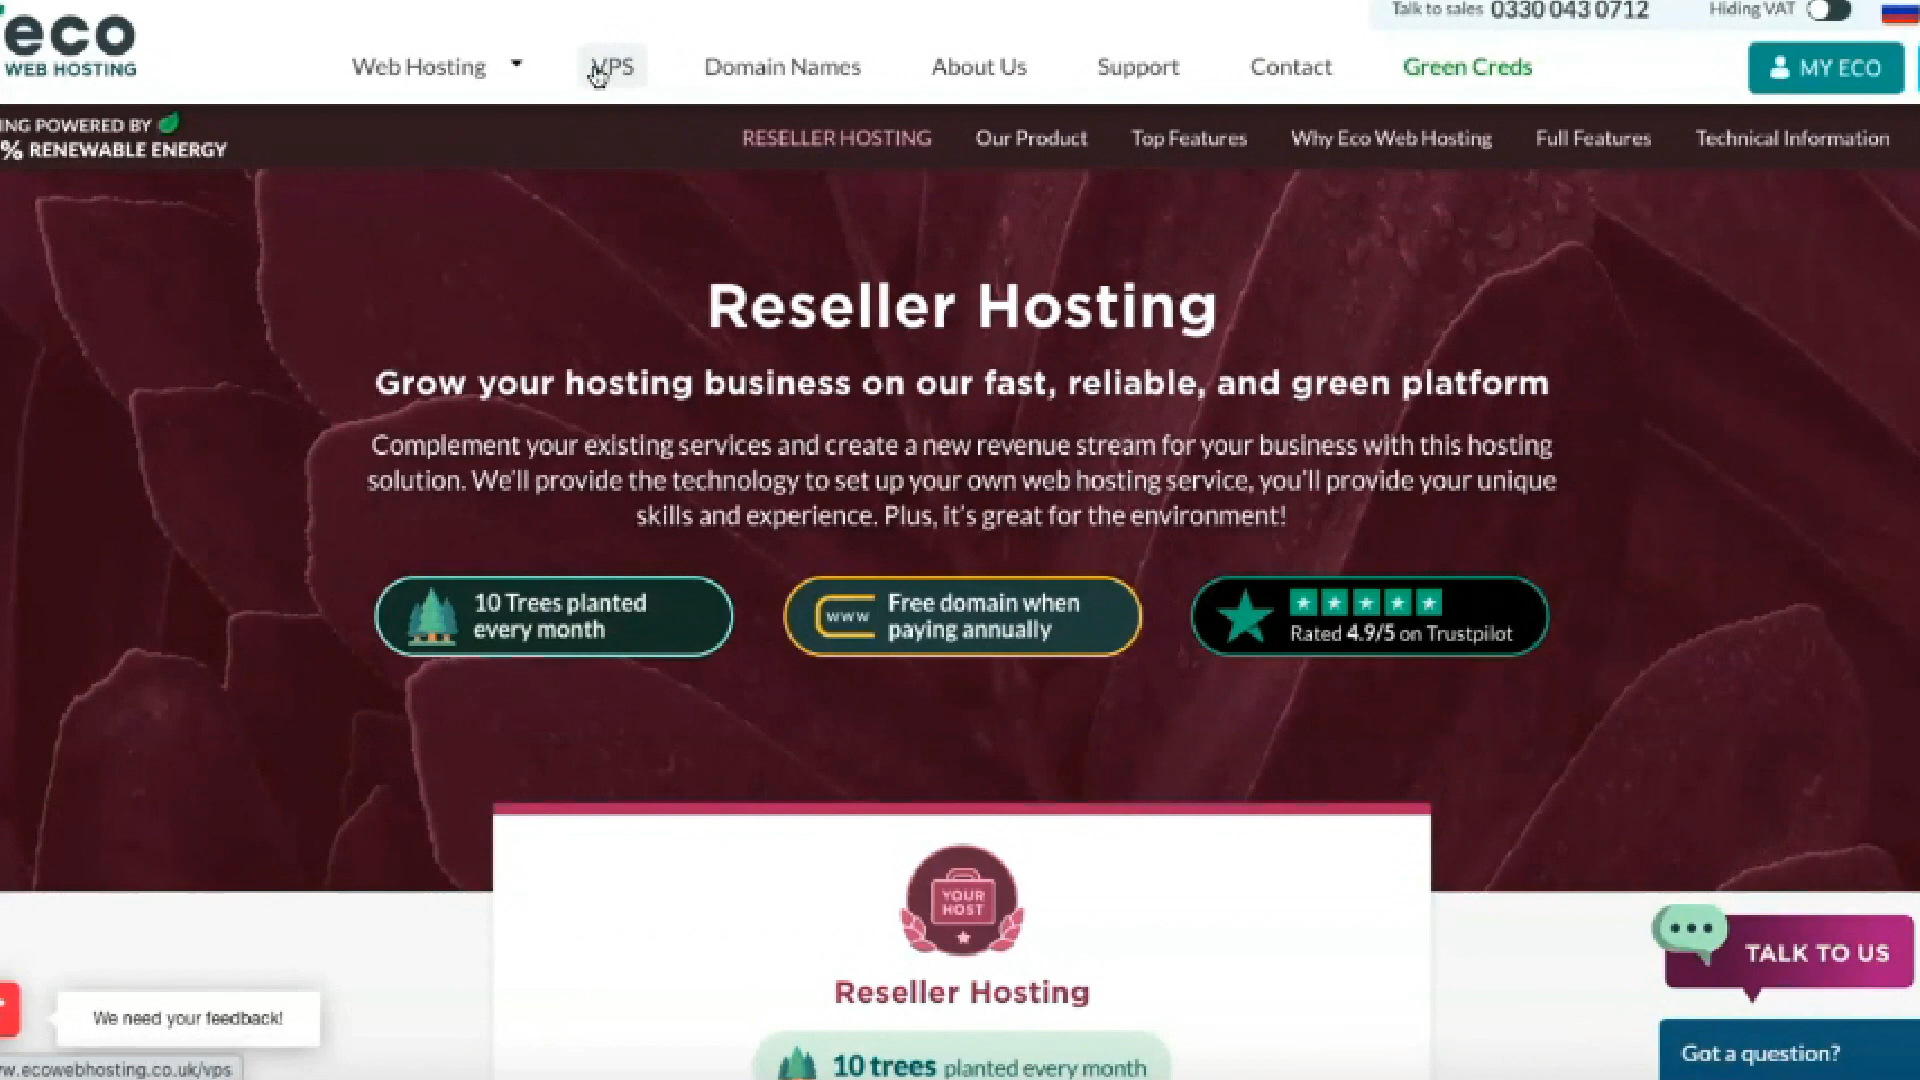 eco
WEB HOSTING
Talk to sales 0330 043 0712
Hiding VAT
Web Hosting
VPS
Domain Names
About Us
Support
Contact
Green Creds
MY ECO
ING POWERED BY
% RENEWABLE ENERGY
RESELLER HOSTING
Our Product
Top Features
Why Eco Web Hosting
Full Features
Technical Information
Reseller Hosting
Grow your hosting business on our fast, reliable, and green platform
Complement your existing services and create a new revenue stream for your business with this hosting
solution. We'll provide the technology to set up your own web hosting service, you'll provide your unique
skills and experience. Plus, it's great for the environment!
10 Trees planted
every month
www
Free domain when
paying annually
Rated 4.9/5 on Trustpilot
YOUR
HOST
Reseller Hosting
10 trees planted every month
TALK TO US
We need your feedback!
Got a question?
w.ecowebhosting.co.uk/vps